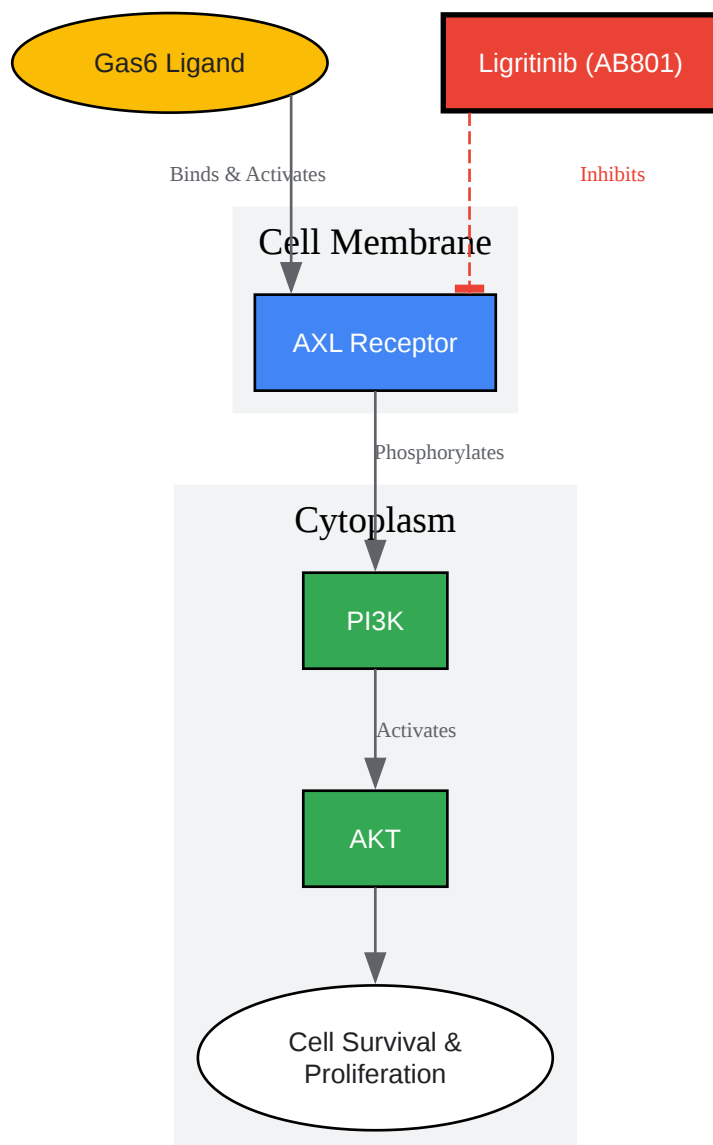 Gas6 Ligand
Ligritinib (AB801)
Binds & Activates
Inhibits
Cell Membrane
AXL Receptor
Phosphorylates
Cytoplasm
PI3K
Activates
AKT
Cell Survival &
Proliferation